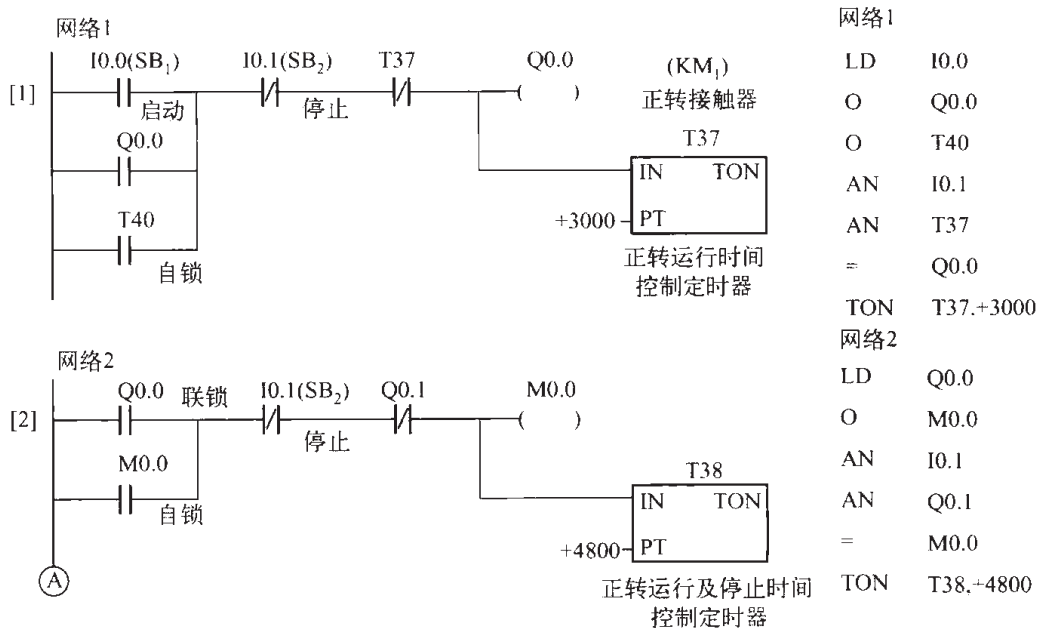 网络1
I0.0(SB₁) I0.1(SB₂) T37 Q0.0 (KM₁)
[1]
启动 停止 正转接触器
Q0.0
T37
IN TON
T40
+3000 PT
自锁
正转运行时间
控制定时器
网络2
Q0.0 联锁 I0.1(SB₂) Q0.1 M0.0
[2]
停止
M0.0
T38
自锁
IN TON
+4800 PT
A
正转运行及停止时间
控制定时器
网络1
LD I0.0
O Q0.0
O T40
AN I0.1
AN T37
= Q0.0
TON T37,+3000
网络2
LD Q0.0
O M0.0
AN I0.1
AN Q0.1
= M0.0
TON T38,+4800